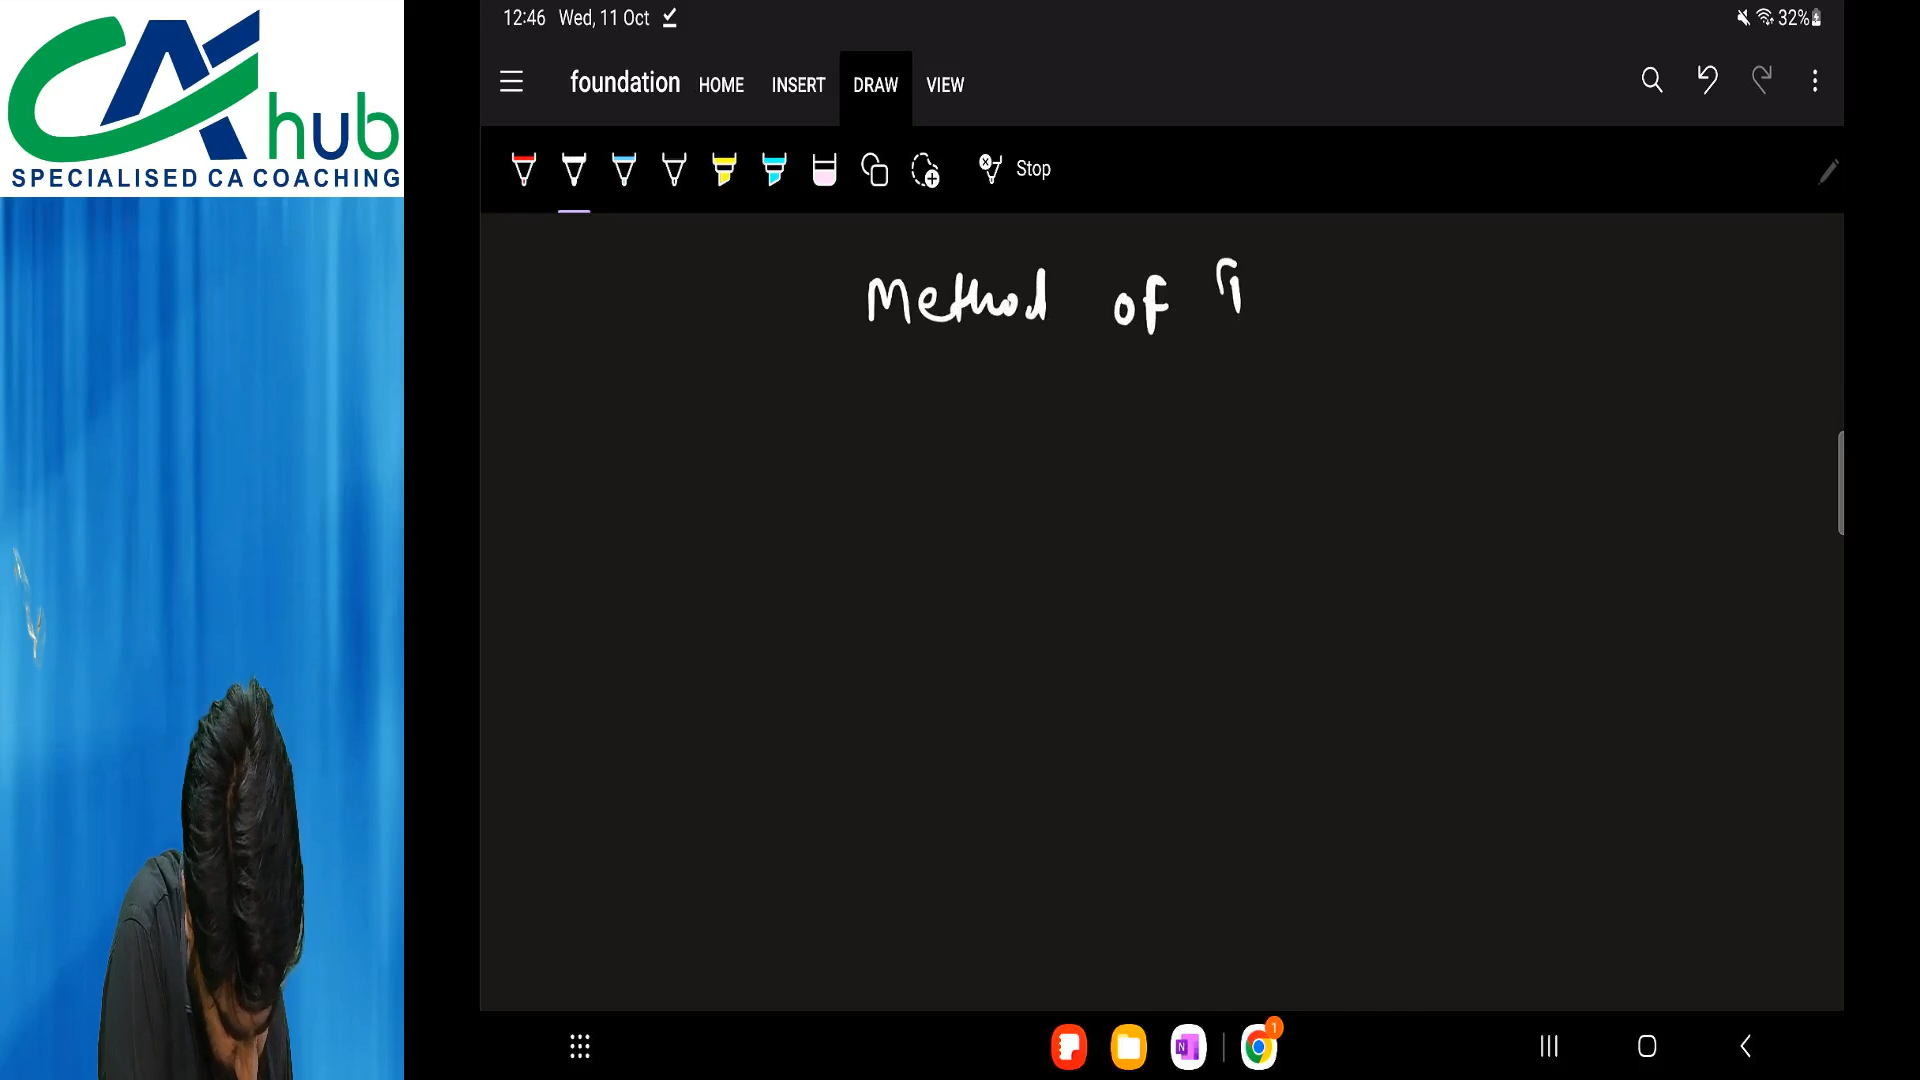 CA hub
SPECIALISED CA COACHING
12:46 Wed, 11 Oct
32%
foundation HOME INSERT DRAW VIEW
Stop
Method of
N
1